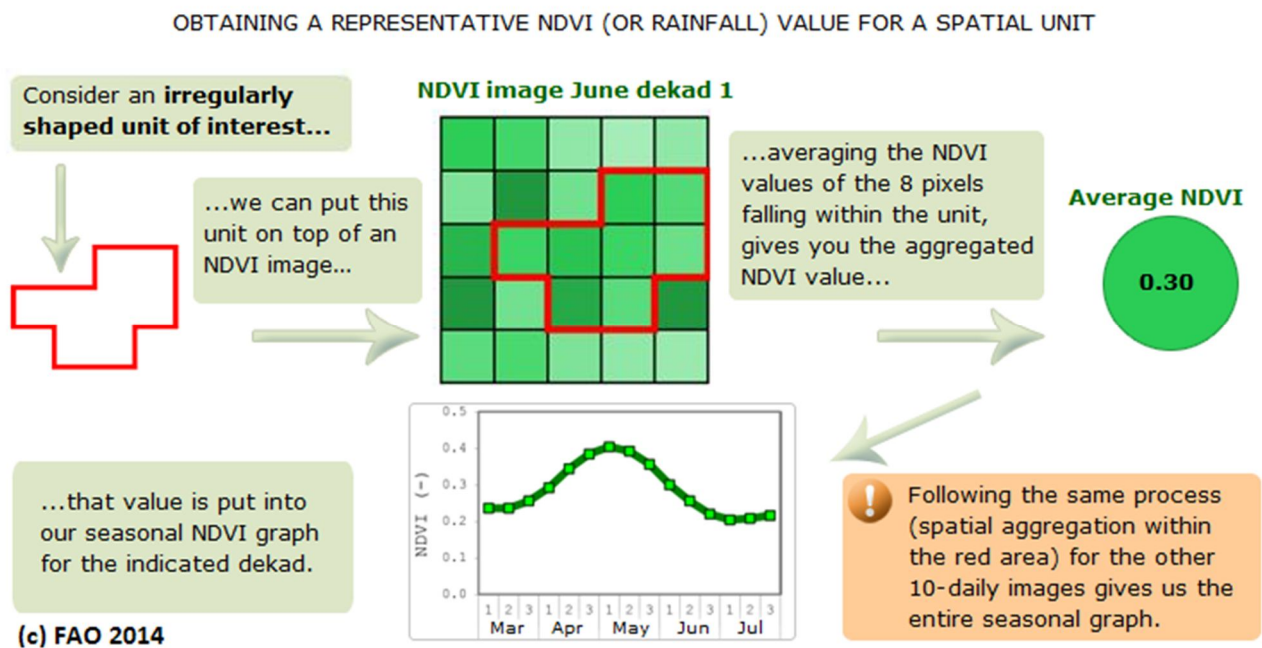 OBTAINING A REPRESENTATIVE NDVI (OR RAINFALL) VALUE FOR A SPATIAL UNIT
Consider an irregularly
shaped unit of interest...
...we can put this
unit on top of an
NDVI image...
NDVI image June dekad 1
...averaging the NDVI
values of the 8 pixels
falling within the unit,
gives you the aggregated
NDVI value...
Average NDVI
0.30
Following the same process
(spatial aggregation within
the red area) for the other
10-daily images gives us the
entire seasonal graph.
0.5
0.4
0.3
0.2
0.1
0.0
NDVI (-)
1 2 3 1 2 3 1 2 3 1 2 3 1 2 3
Mar Apr May Jun Jul
...that value is put into
our seasonal NDVI graph
for the indicated dekad.
(c) FAO 2014